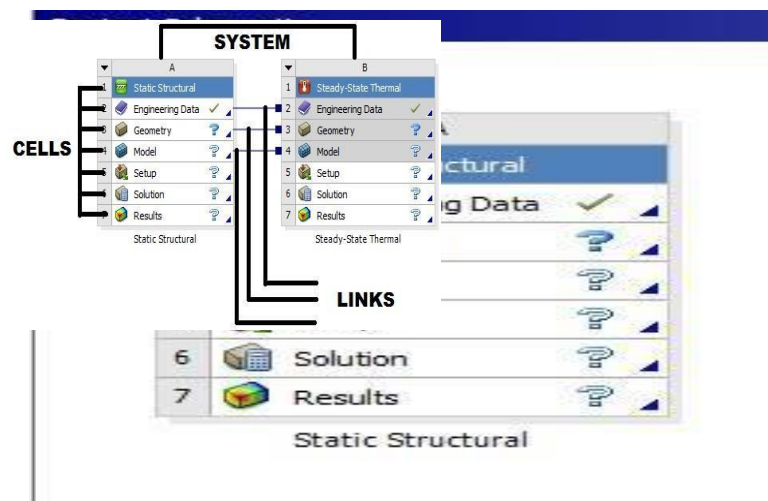 SYSTEM
A
B
1 Static Structural
1 Steady-State Thermal
2 Engineering Data
2 Engineering Data
3 Geometry
3 Geometry
CELLS
4 Model
4 Model
5 Setup
5 Setup
6 Solution
6 Solution
7 Results
7 Results
Static Structural
Steady-State Thermal
LINKS
ctural
g Data
6 Solution
7 Results
Static Structural